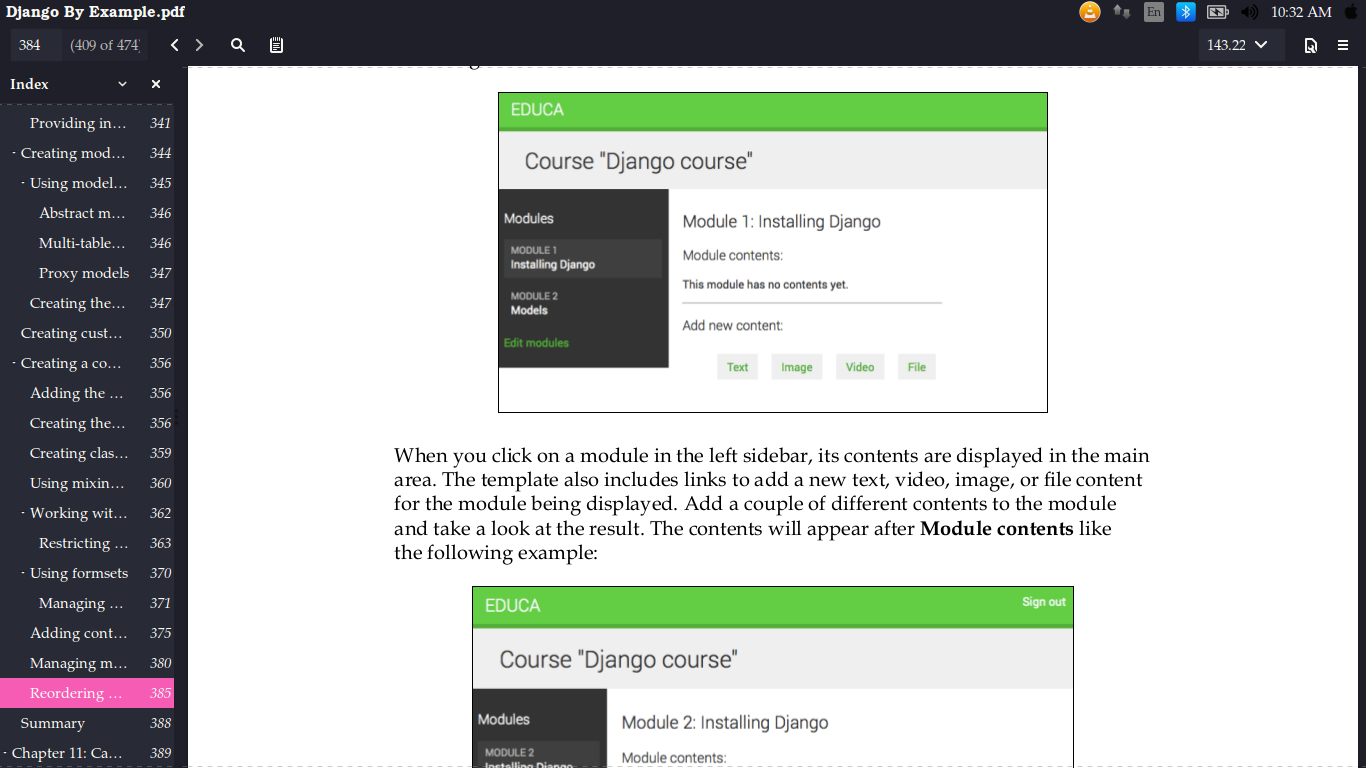 Django By Example.pdf
En
10:32 AM
384
(409 of 474)
143.22
Index
Providing in… 341
- Creating mod… 344
- Using model… 345
Abstract m… 346
Multi-table… 346
Proxy models 347
Creating the… 347
Creating cust… 350
- Creating a co… 356
Adding the … 356
Creating the… 356
Creating clas… 359
Using mixin… 360
- Working wit… 362
Restricting … 363
- Using formsets 370
Managing … 371
Adding cont… 375
Managing m… 380
Reordering … 385
Summary 388
- Chapter 11: Ca… 389
EDUCA
Course "Django course"
Modules
MODULE 1
Installing Django
MODULE 2
Models
Edit modules
Module 1: Installing Django
Module contents:
This module has no contents yet.
Add new content:
Text Image Video File
When you click on a module in the left sidebar, its contents are displayed in the main
area. The template also includes links to add a new text, video, image, or file content
for the module being displayed. Add a couple of different contents to the module
and take a look at the result. The contents will appear after Module contents like
the following example:
EDUCA
Sign out
Course "Django course"
Modules
MODULE 2
Installing Django
Module 2: Installing Django
Module contents: